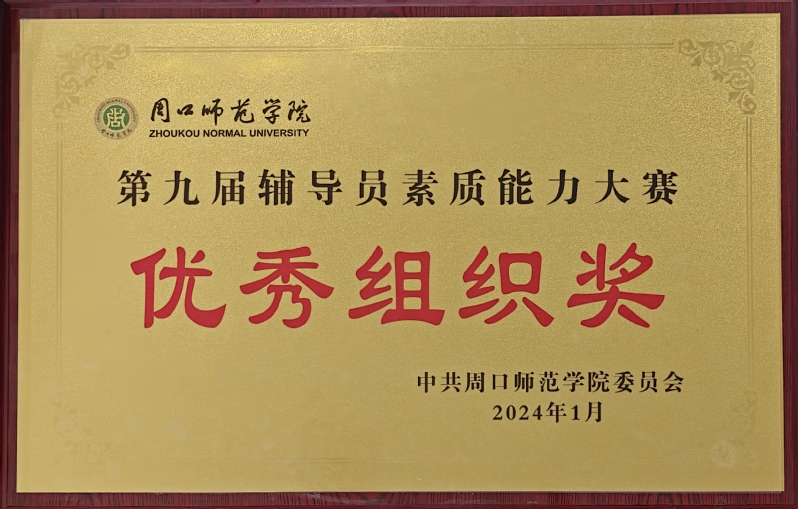 周口师范学院
ZHOUKOU NORMAL UNIVERSITY
第九届辅导员素质能力大赛
优秀组织奖
中共周口师范学院委员会
2024年1月